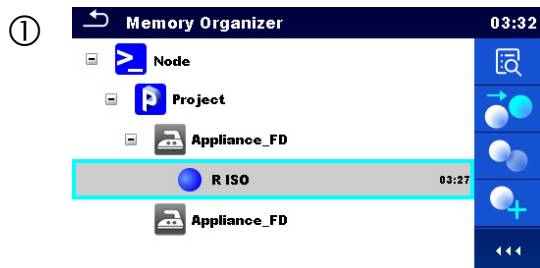 ①
Memory Organizer 03:32
Node
Project
Appliance_FD
R ISO 03:27
Appliance_FD